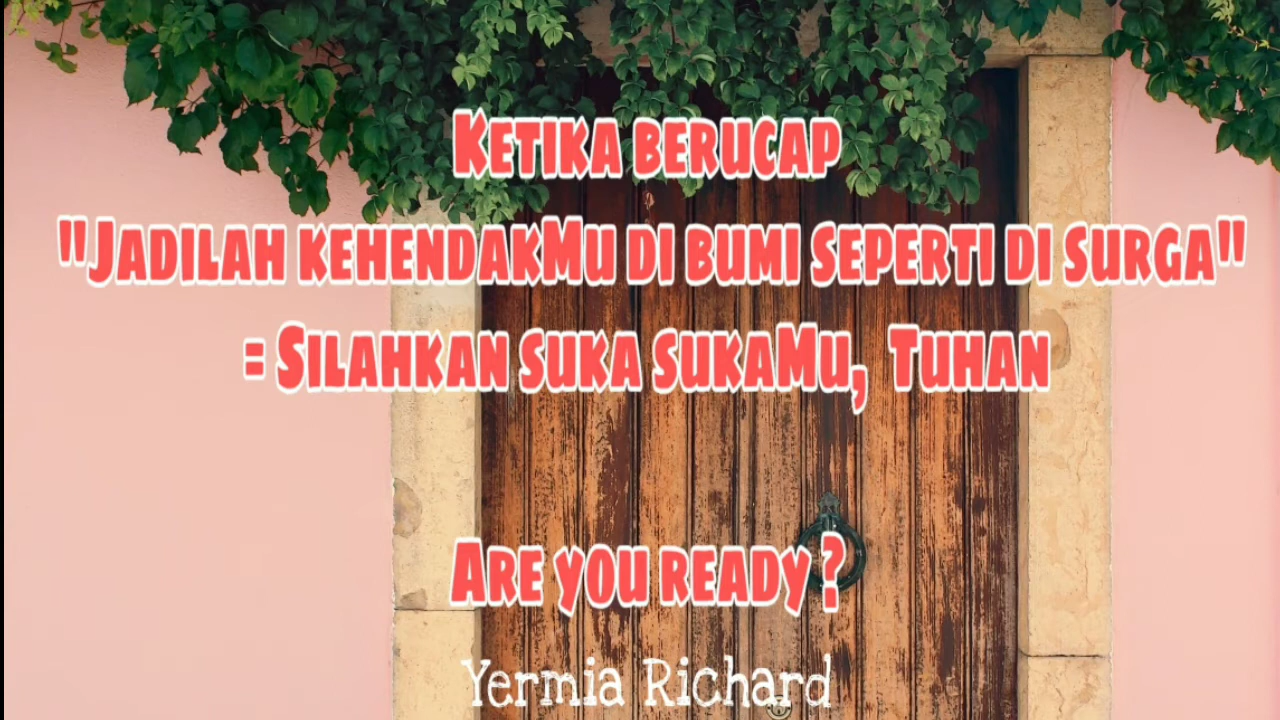 Ketika berucap
"Jadilah kehendakMu di bumi seperti di surga"
= Silahkan suka sukaMu, Tuhan
Are you ready ?
Yermia Richard